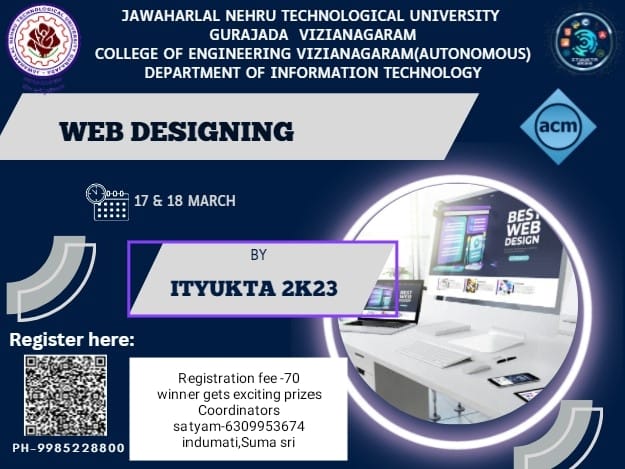 JAWAHARLAL NEHRU TECHNOLOGICAL UNIVERSITY
GURAJADA VIZIANAGARAM
COLLEGE OF ENGINEERING VIZIANAGARAM(AUTONOMOUS)
DEPARTMENT OF INFORMATION TECHNOLOGY
WEB DESIGNING
acm
17 & 18 MARCH
BEST
WEB
DESIGN
BY
ITYUKTA 2K23
Register here:
Registration fee -70
winner gets exciting prizes
Coordinators
satyam-6309953674
indumati,Suma sri
PH-9985228800